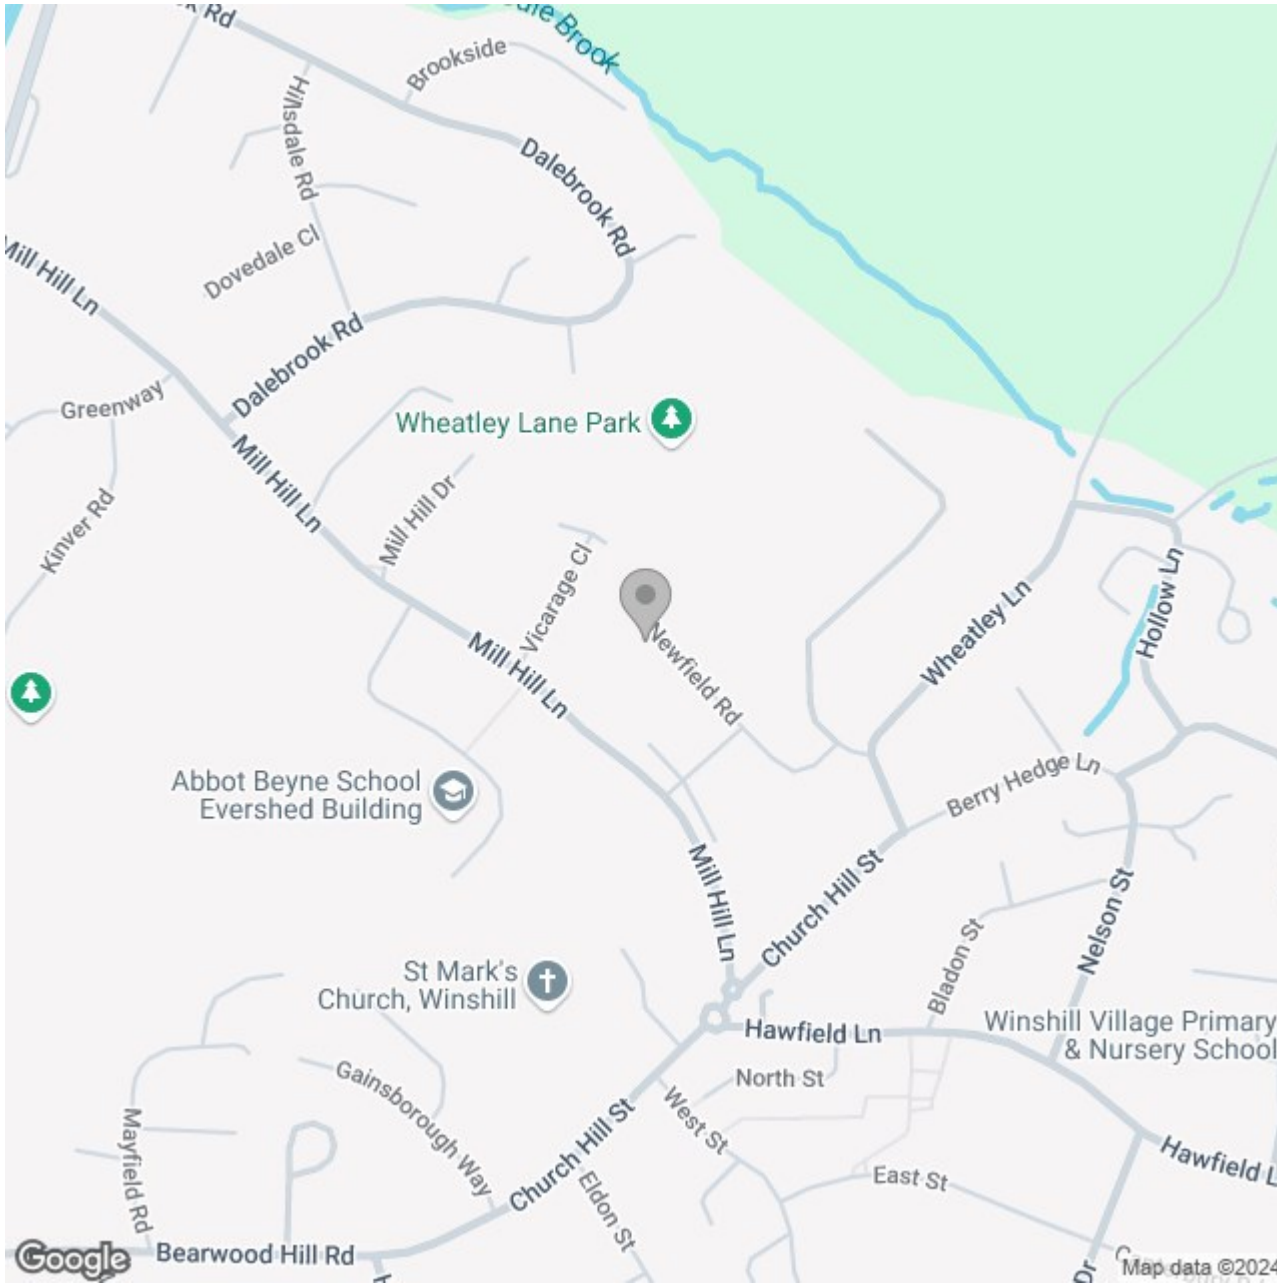 k Rd
Brook
Brookside
Hillsdale Rd
Dalebrook Rd
Mill Hill Ln
Dovedale Cl
Dalebrook Rd
Greenway
Wheatley Lane Park
Mill Hill Ln
Mill Hill Dr
Kinver Rd
Vicarage Cl
Hollow Ln
Wheatley Ln
Newfield Rd
Mill Hill Ln
Abbot Beyne School
Evershed Building
Berry Hedge Ln
Mill Hill Ln
Church Hill St
Nelson St
Bladon St
St Mark's
Church, Winshill
Hawfield Ln
Winshill Village Primary
& Nursery School
North St
Gainsborough Way
West St
Church Hill St
Mayfield Rd
Hawfield L
East St
Eldon St
Bearwood Hill Rd
Dr
Google
Map data ©2024